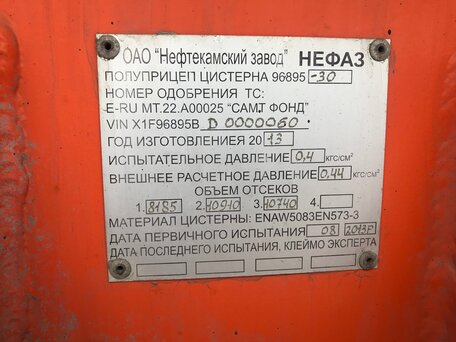 ОАО "Нефтекамский завод" НЕФАЗ
ПОЛУПРИЦЕП ЦИСТЕРНА 96895 -30
НОМЕР ОДОБРЕНИЯ ТС:
E-RU MT.22.A00025 "САМТ ФОНД"
VIN X1F96895B D 0000060
ГОД ИЗГОТОВЛЕНИЕЯ 20 13
ИСПЫТАТЕЛЬНОЕ ДАВЛЕНИЕ 0,4 КГС/СМ²
ВНЕШНЕЕ РАСЧЕТНОЕ ДАВЛЕНИЕ 0,44 КГС/СМ²
ОБЪЕМ ОТСЕКОВ
1. 8185 2. 10910 3. 10740 4.
МАТЕРИАЛ ЦИСТЕРНЫ: ENAW5083EN573-3
ДАТА ПЕРВИЧНОГО ИСПЫТАНИЯ 08 2013г
ДАТА ПОСЛЕДНЕГО ИСПЫТАНИЯ, КЛЕЙМО ЭКСПЕРТА